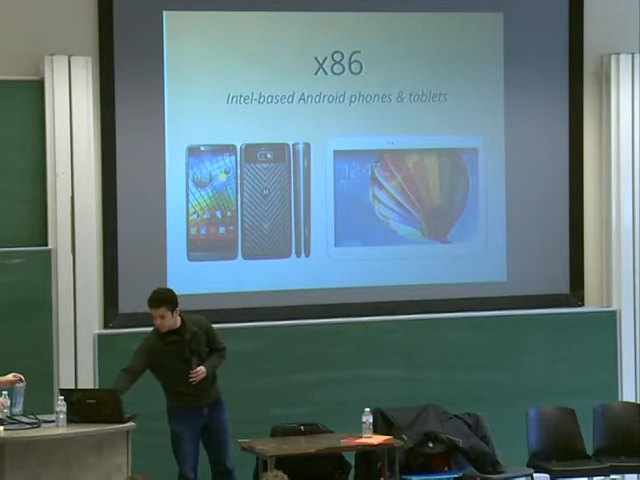 x86
Intel-based Android phones & tablets